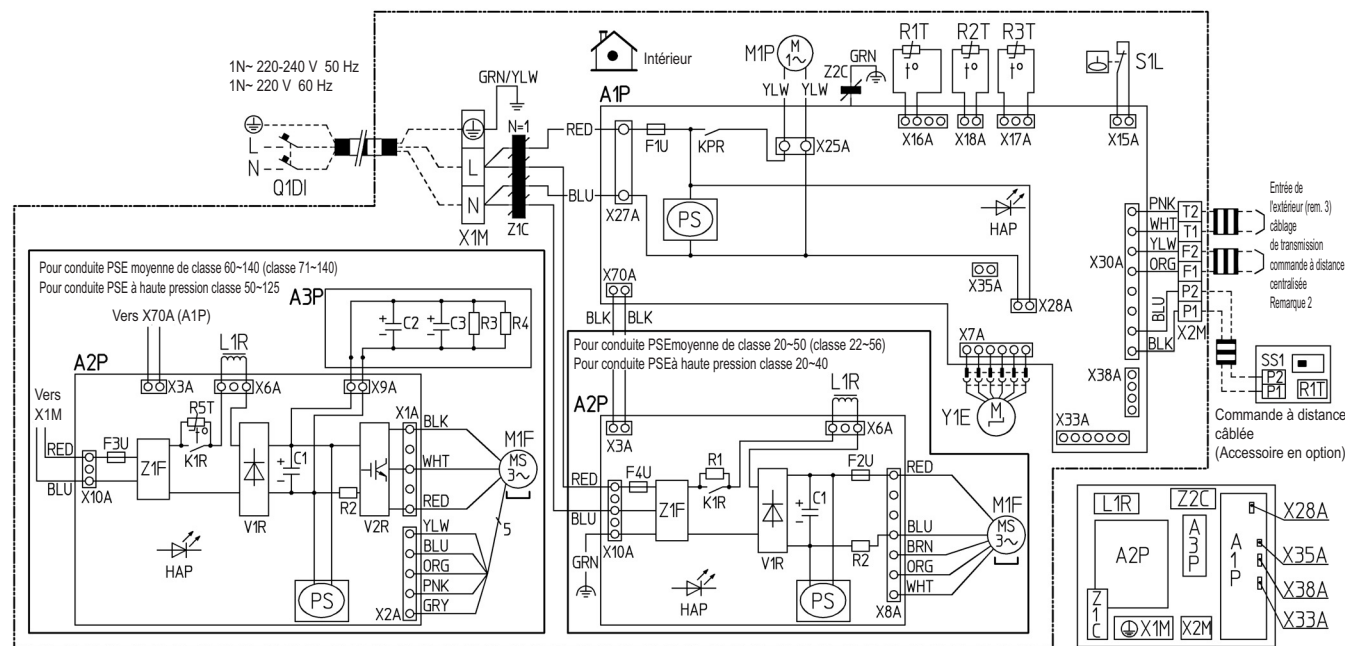 1N~ 220-240 V 50 Hz
1N~ 220 V 60 Hz
L
N
Q1DI
GRN/YLW
L
N
X1M
N=1
Z1C
Intérieur
A1P
RED
BLU
X27A
F1U
KPR
PS
M1P
M
1~
YLW
YLW
X25A
Z2C
GRN
R1T
t°
X16A
R2T
t°
X18A
R3T
t°
X17A
S1L
X15A
HAP
X35A
X28A
X30A
PNK
WHT
YLW
ORG
BLU
BLK
T2
T1
F2
F1
P2
P1
X2M
Entrée de
l'extérieur (rem. 3)
câblage
de transmission
commande à distance
centralisée
Remarque 2
SS1
P2
P1
R1T
Commande à distance
câblée
(Accessoire en option)
X38A
X33A
X7A
M
Y1E
X70A
BLK
BLK
Pour conduite PSE moyenne de classe 60~140 (classe 71~140)
Pour conduite PSE à haute pression classe 50~125
Vers X70A (A1P)
A3P
C2
C3
R3
R4
A2P
L1R
X3A
X6A
X9A
Vers
X1M
RED
BLU
X10A
F3U
Z1F
R5T
t°
K1R
V1R
C1
R2
V2R
X1A
BLK
WHT
RED
M1F
MS
3~
5
YLW
BLU
ORG
PNK
GRY
X2A
HAP
PS
Pour conduite PSEmoyenne de classe 20~50 (classe 22~56)
Pour conduite PSEà haute pression classe 20~40
A2P
X3A
L1R
X6A
RED
BLU
GRN
X10A
F4U
Z1F
R1
K1R
V1R
C1
F2U
R2
RED
BLU
BRN
ORG
WHT
X8A
M1F
MS
3~
HAP
PS
L1R
Z2C
A2P
A3P
A1P
Z1C
X1M
X2M
X28A
X35A
X38A
X33A